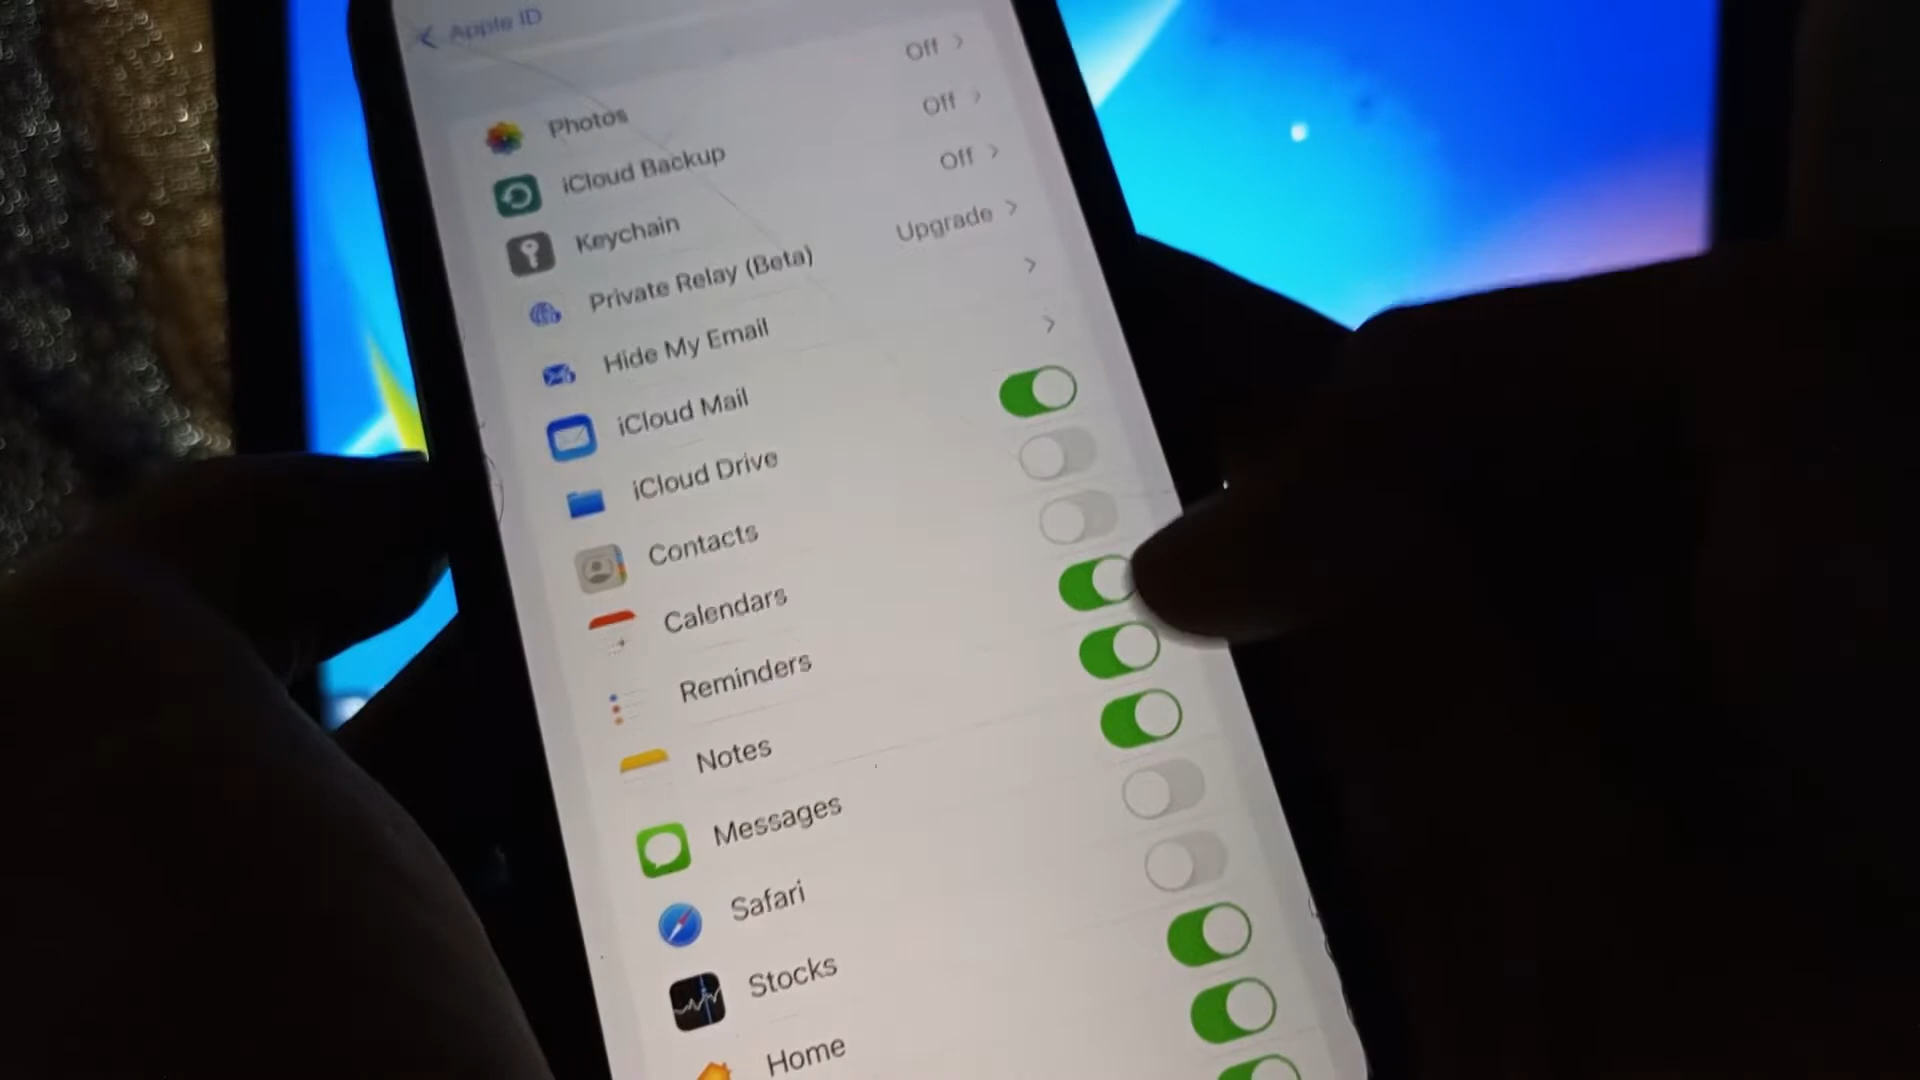 Apple ID
Photos Off
iCloud Backup Off
Keychain Off
Private Relay (Beta) Upgrade
Hide My Email
iCloud Mail
iCloud Drive
Contacts
Calendars
Reminders
Notes
Messages
Safari
Stocks
Home